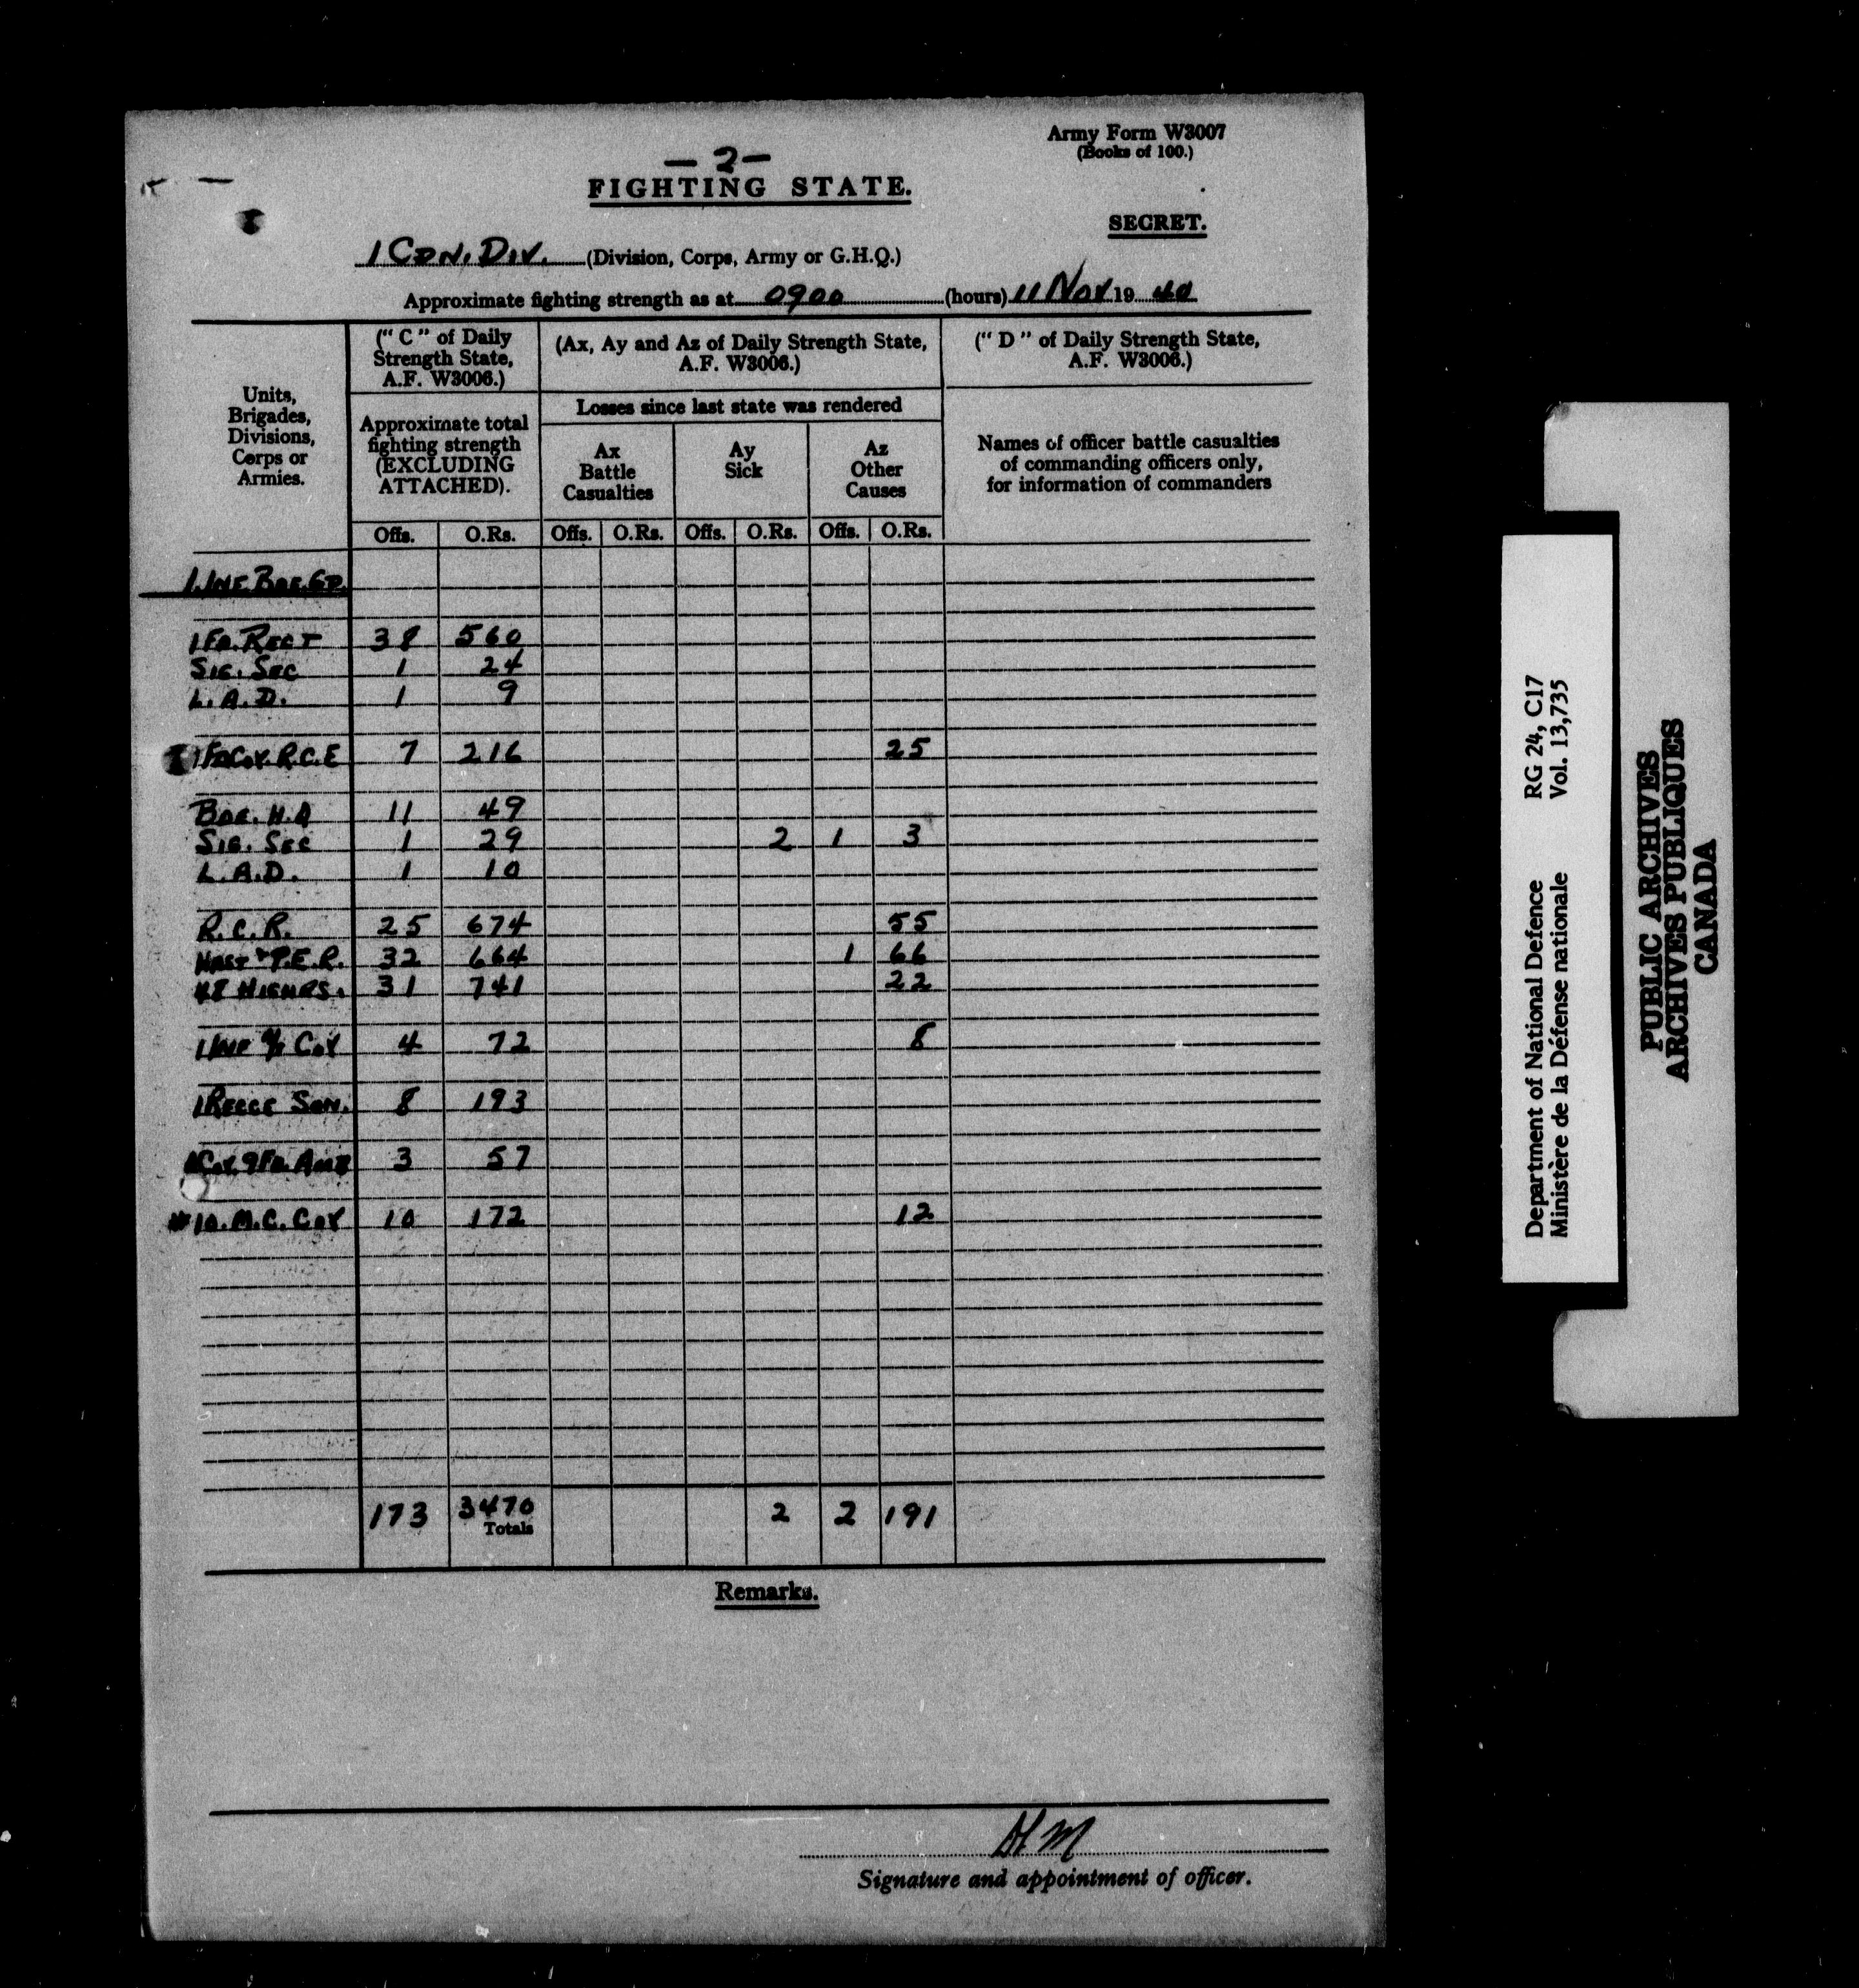 Army Form W3007
(Books of 100.)
— 2 —
FIGHTING STATE.
SECRET.
1 CDN. DIV. (Division, Corps, Army or G.H.Q.)
Approximate fighting strength as at 0900 (hours) 11 Nov 19 40
Units, Brigades, Divisions, Corps or Armies.
("C" of Daily Strength State, A.F. W3006.)
(Ax, Ay and Az of Daily Strength State, A.F. W3006.)
("D" of Daily Strength State, A.F. W3006.)
Approximate total fighting strength (EXCLUDING ATTACHED).
Losses since last state was rendered
Ax Battle Casualties
Ay Sick
Az Other Causes
Names of officer battle casualties of commanding officers only, for information of commanders
Offs. O.Rs. Offs. O.Rs. Offs. O.Rs. Offs. O.Rs.
1. INF. BDE. GP.
1 FD. REGT 38 560
SIG. SEC 1 24
L.A.D. 1 9
1 FD COY. R.C.E 7 216 25
BDE. H.Q 11 49
SIG. SEC 1 29 2 1 3
L.A.D. 1 10
R.C.R. 25 674 55
HAST & P.E.R. 32 664 1 66
48 HIGHRS. 31 741 22
1 INF A/T COY 4 72 8
1 RECCE SQN. 8 193
COY 9 FD. AMB 3 57
#10. M.G. COY 10 172 12
173 3470 2 2 191
Totals
Remarks.
HM
Signature and appointment of officer.
Department of National Defence RG 24, C17
Ministère de la Défense nationale Vol. 13,735
PUBLIC ARCHIVES
ARCHIVES PUBLIQUES
CANADA